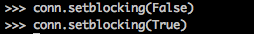 >>> conn.setblocking(False)
>>> conn.setblocking(True)